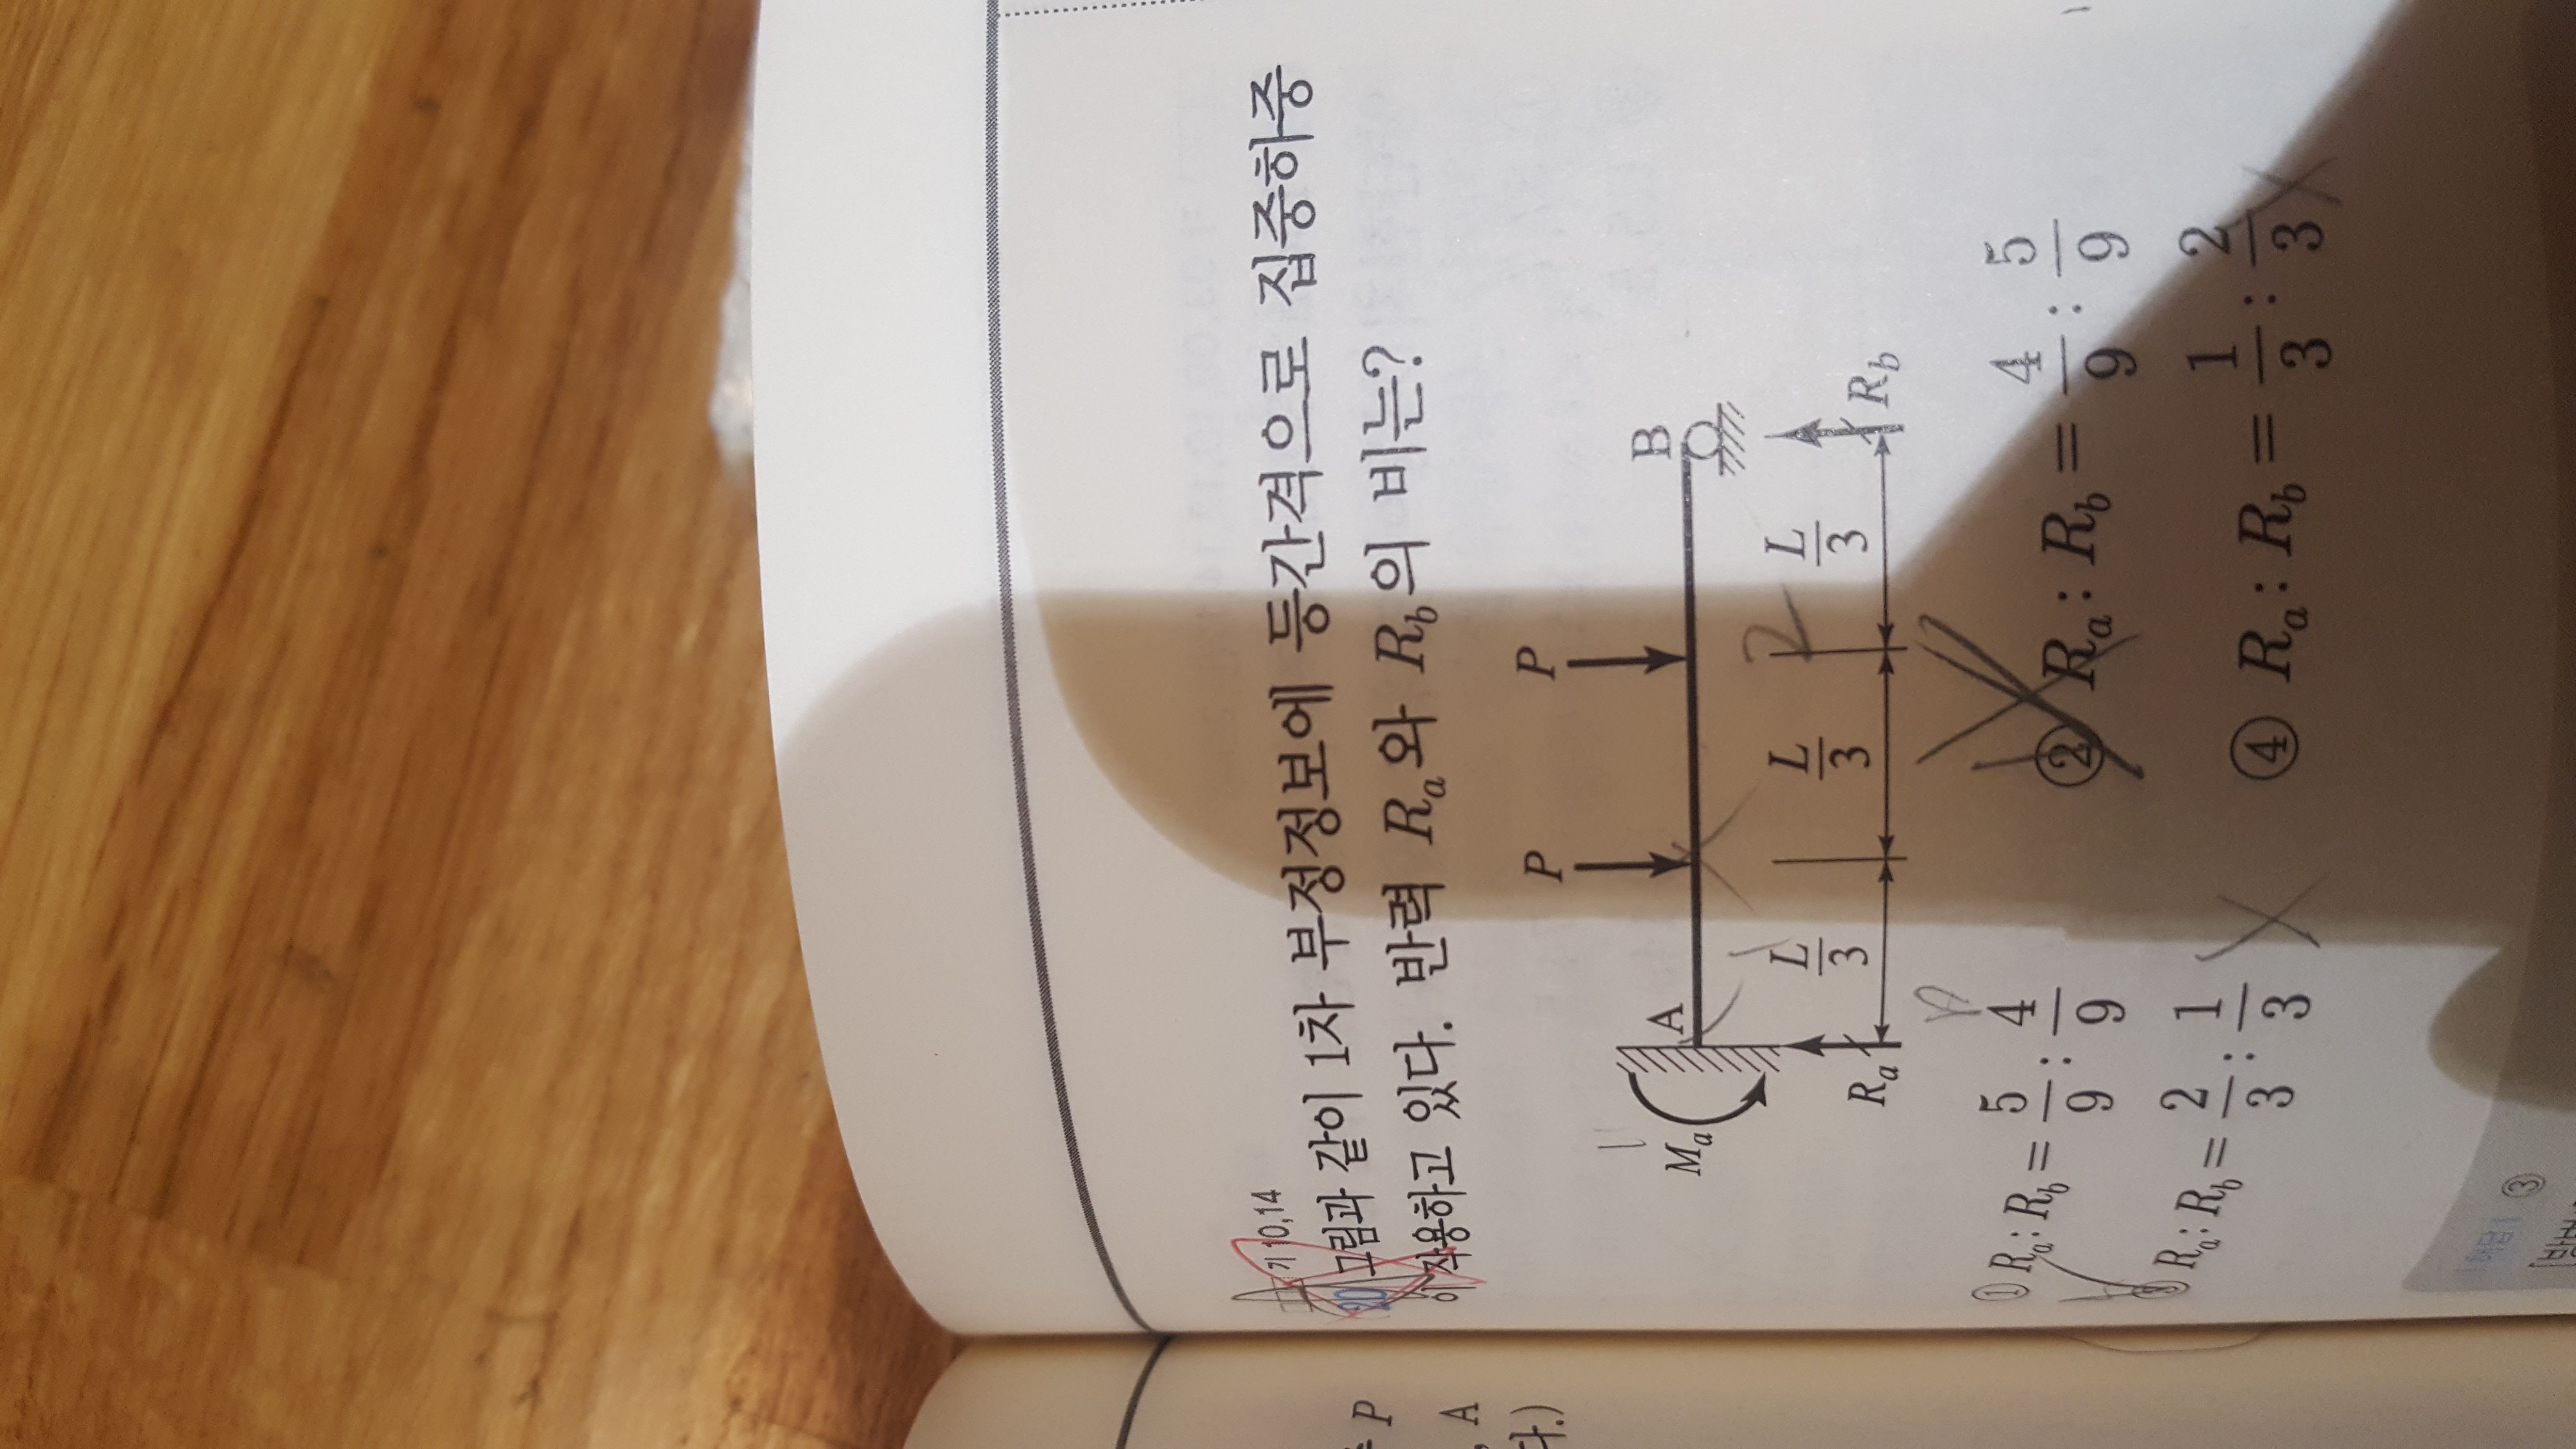 기 10,14
20 그림과 같이 1차 부정정보에 등간격으로 집중하중
이 작용하고 있다. 반력 Ra와 Rb의 비는?
P P
A B
Ma
L/3 L/3 L/3
Ra Rb
① Ra : Rb = 5/9 : 4/9 ② Ra : Rb = 4/9 : 5/9
③ Ra : Rb = 2/3 : 1/3 ④ Ra : Rb = 1/3 : 2/3
해답 ③
P
, A
다.)